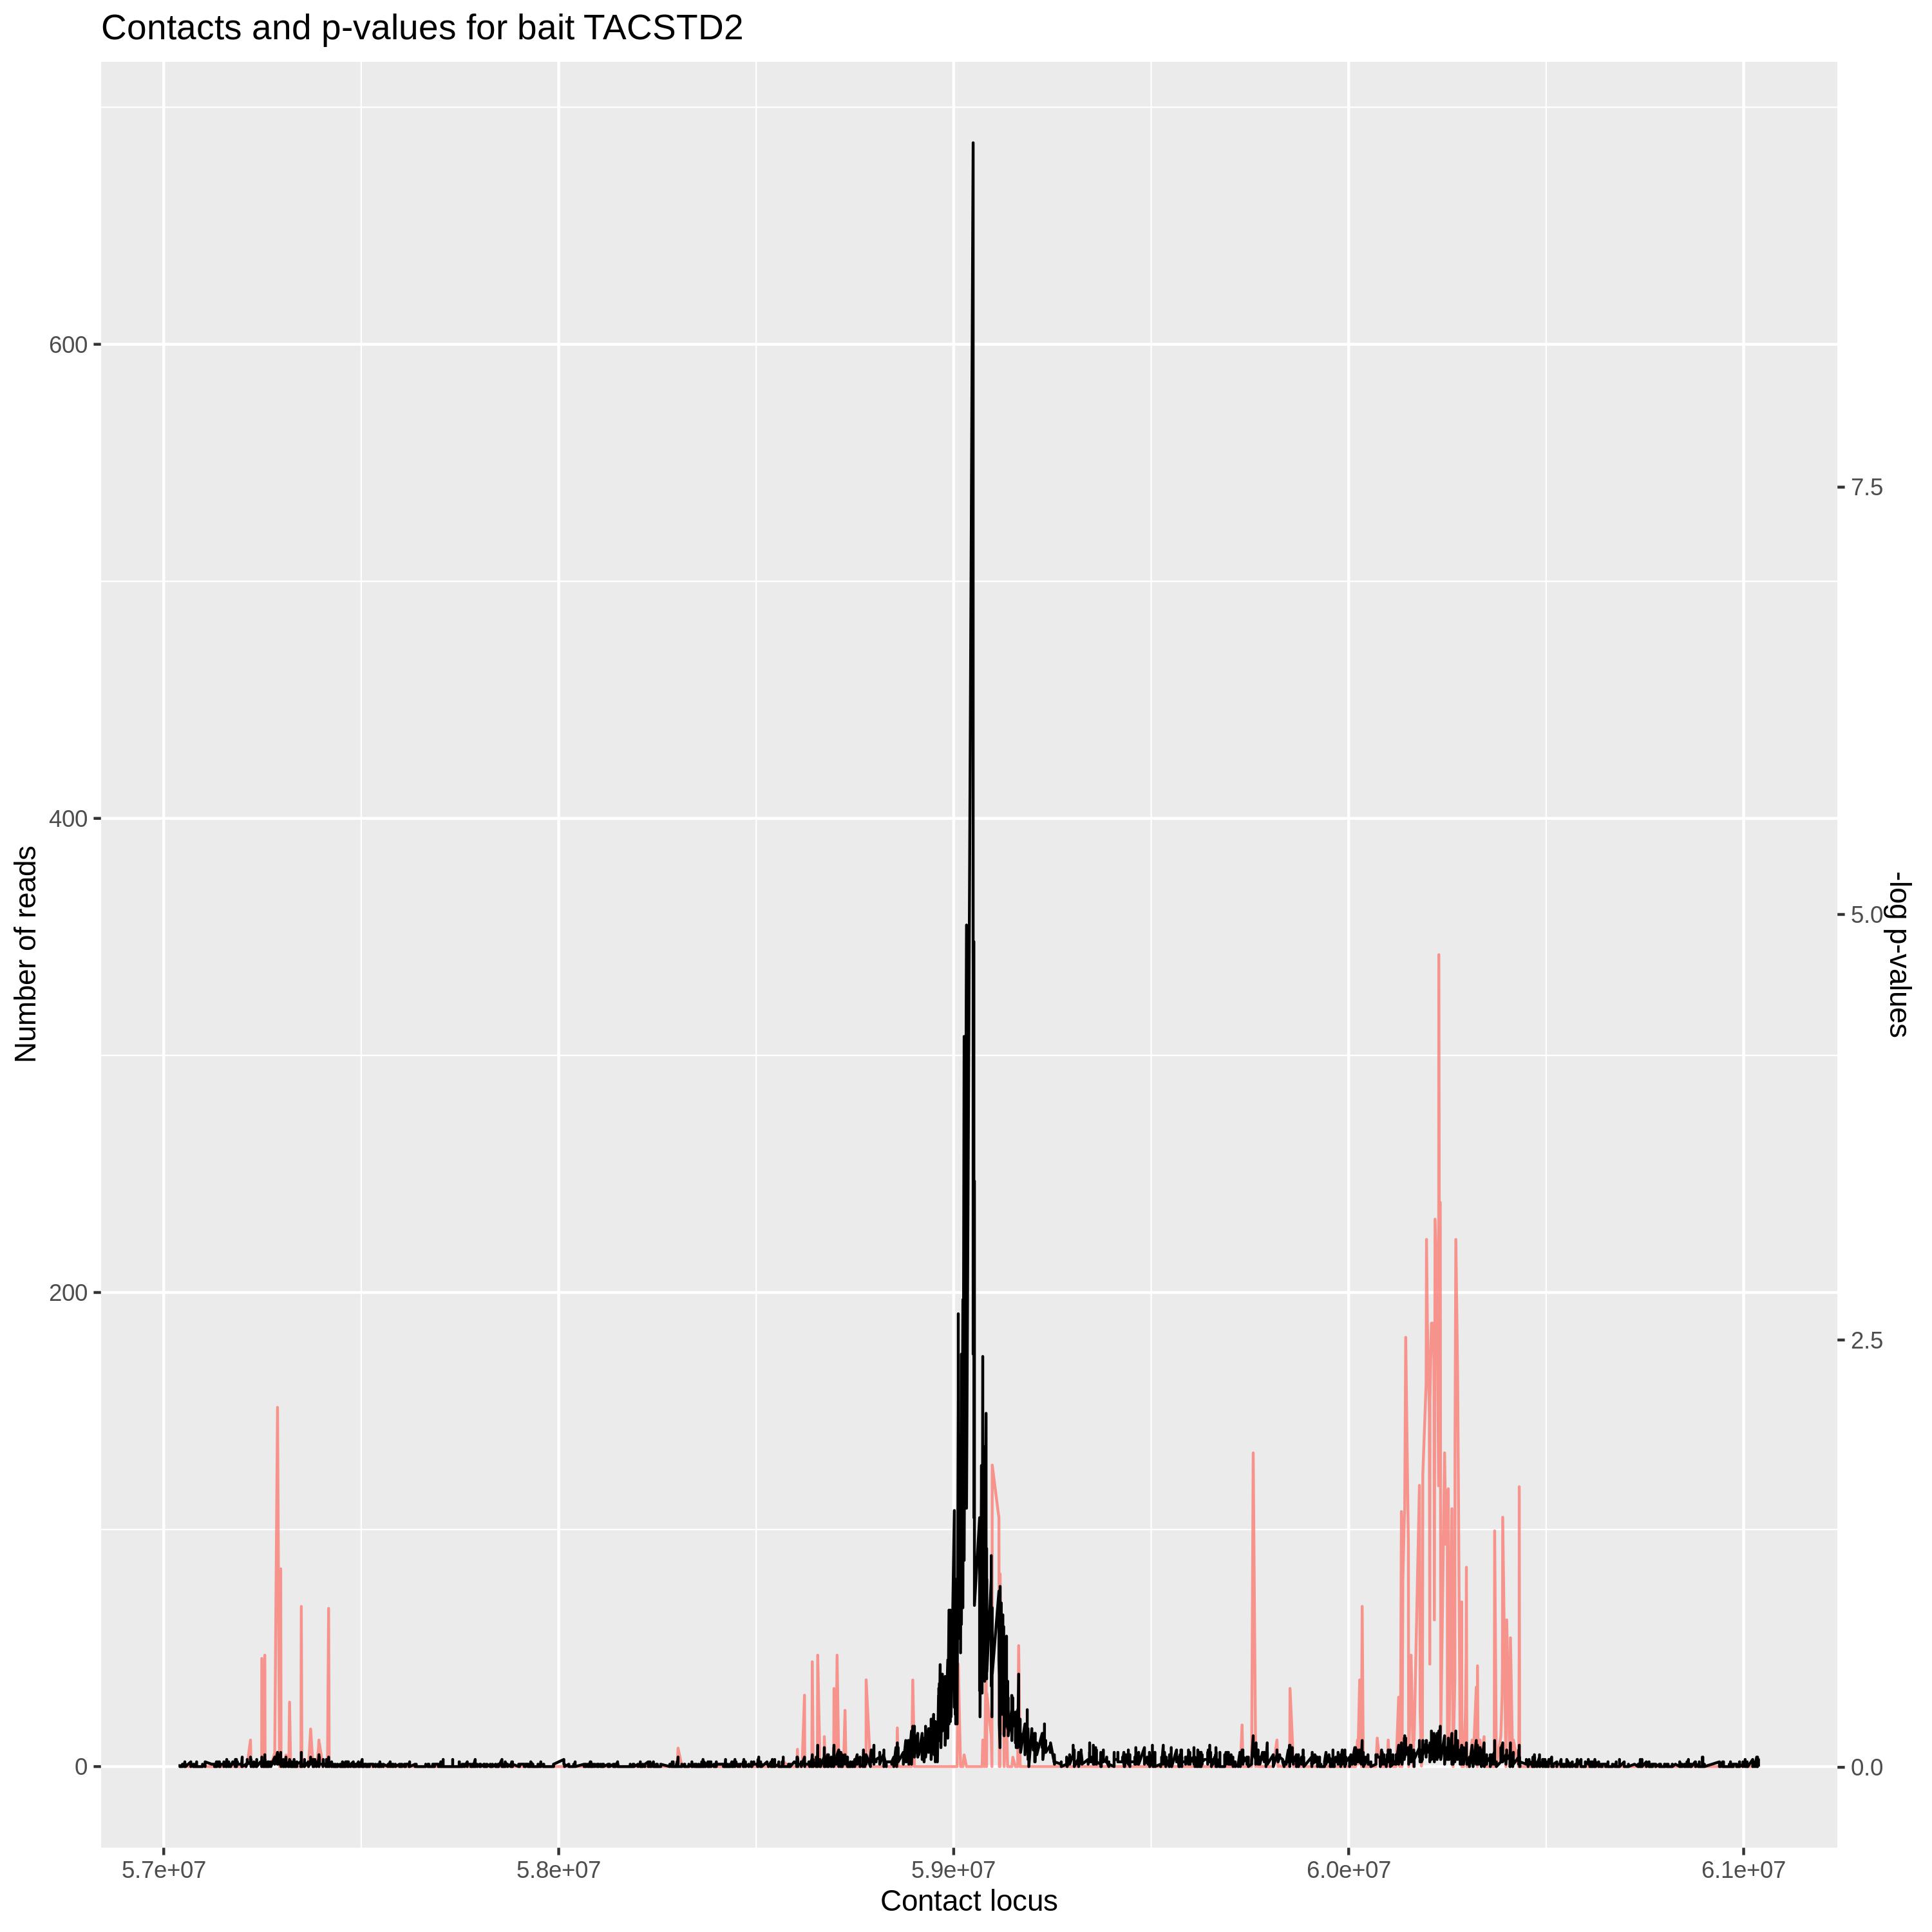 Contacts and p-values for bait TACSTD2
Number of reads
600
400
200
0
7.5
5.0
2.5
0.0
-log p-values
5.7e+07 5.8e+07 5.9e+07 6.0e+07 6.1e+07
Contact locus